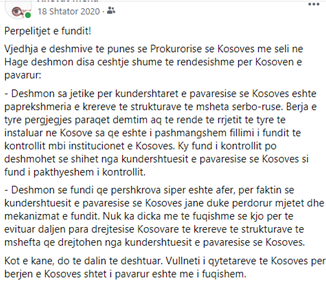 18 Shtator 2020 ·
Perpelitjet e fundit!
Vjedhja e deshmive te punes se Prokurorise se Kosoves me seli ne
Hage deshmon disa ceshtje shume te rendesishme per Kosoven e
pavarur:
- Deshmon sa jetike per kundershtaret e pavaresise se Kosoves eshte
paprekshmeria e krereve te strukturave te msheta serbo-ruse. Berja e
tyre pergjegjes paraqet demtim aq te rende te rrjetit te tyre te
instaluar ne Kosove sa qe eshte i pashmangshem fillimi i fundit te
kontrollit mbi institucionet e Kosoves. Ky fund i kontrollit po
deshmohet se shihet nga kundershtuesit e pavaresise se Kosoves si
fund i pakthyeshem i kontrollit.
- Deshmon se fundi qe pershkrova siper eshte afer, per faktin se
kundershtuesit e pavaresise se Kosoves jane duke perdorur mjetet dhe
mekanizmat e fundit. Nuk ka dicka me te fuqishme se kjo per te
evituar daljen para drejtesise Kosovare te krereve te strukturave te
mshefta qe drejtohen nga kundershtuesit e pavaresise se Kosoves.
Kot e kane, do te dalin te deshtuar. Vullneti i qytetareve te Kosoves per
berjen e Kosoves shtet i pavarur eshte me i fuqishem.